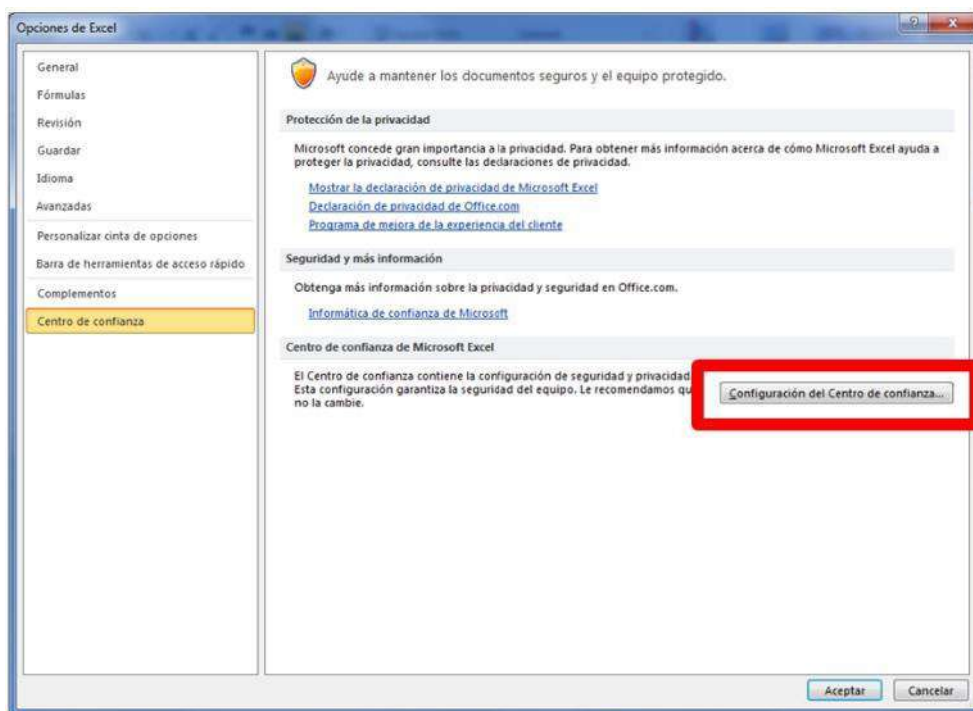 Opciones de Excel
General
Fórmulas
Revisión
Guardar
Idioma
Avanzadas
Personalizar cinta de opciones
Barra de herramientas de acceso rápido
Complementos
Centro de confianza
Ayude a mantener los documentos seguros y el equipo protegido.
Protección de la privacidad
Microsoft concede gran importancia a la privacidad. Para obtener más información acerca de cómo Microsoft Excel ayuda a
proteger la privacidad, consulte las declaraciones de privacidad.
Mostrar la declaración de privacidad de Microsoft Excel
Declaración de privacidad de Office.com
Programa de mejora de la experiencia del cliente
Seguridad y más información
Obtenga más información sobre la privacidad y seguridad en Office.com.
Informática de confianza de Microsoft
Centro de confianza de Microsoft Excel
El Centro de confianza contiene la configuración de seguridad y privacidad.
Esta configuración garantiza la seguridad del equipo. Le recomendamos qu
no la cambie.
Configuración del Centro de confianza...
Aceptar
Cancelar